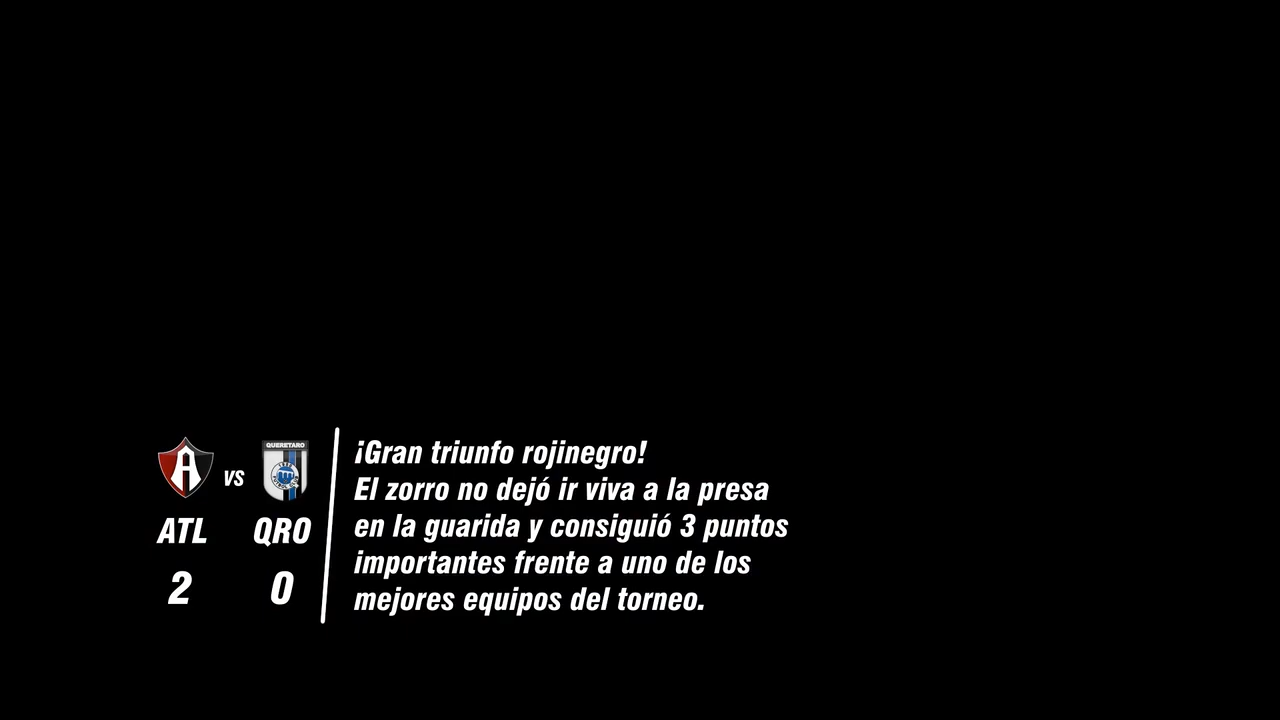 QUERETARO
VS
ATL
QRO
2
0
¡Gran triunfo rojinegro!
El zorro no dejó ir viva a la presa
en la guarida y consiguió 3 puntos
importantes frente a uno de los
mejores equipos del torneo.